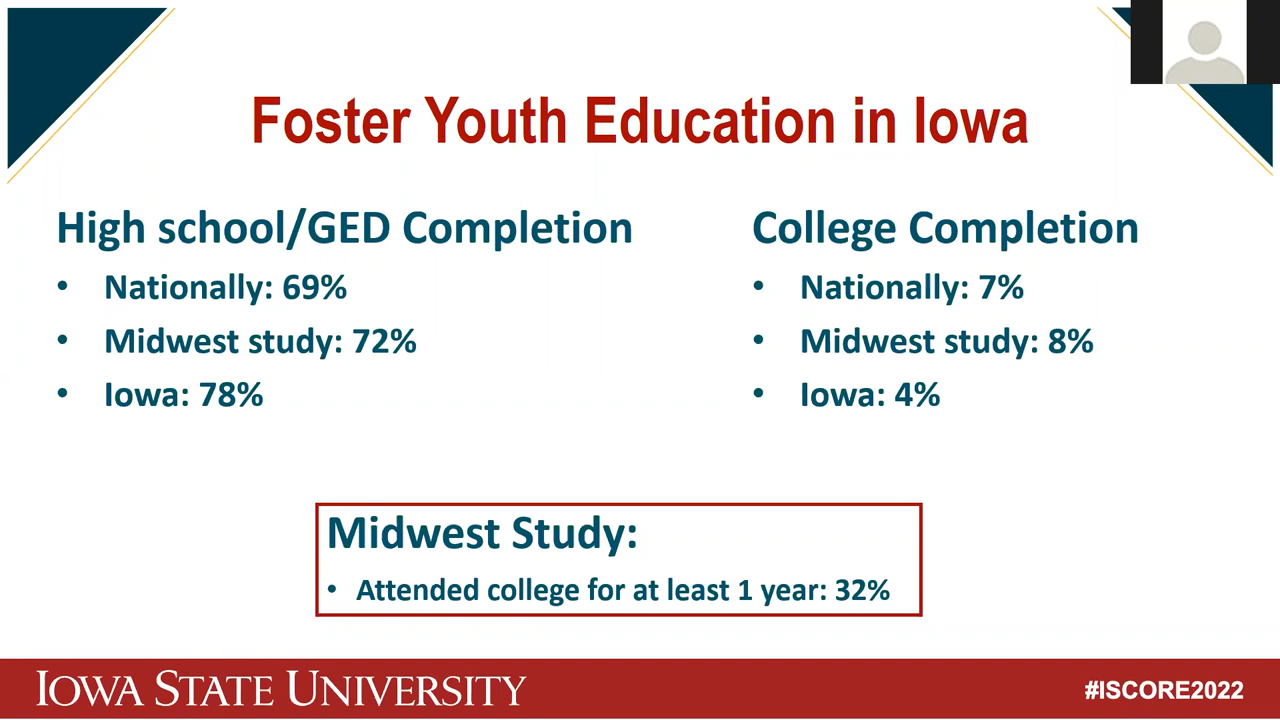 Foster Youth Education in Iowa
High school/GED Completion
• Nationally: 69%
• Midwest study: 72%
• Iowa: 78%
College Completion
• Nationally: 7%
• Midwest study: 8%
• Iowa: 4%
Midwest Study:
• Attended college for at least 1 year: 32%
IOWA STATE UNIVERSITY
#ISCORE2022